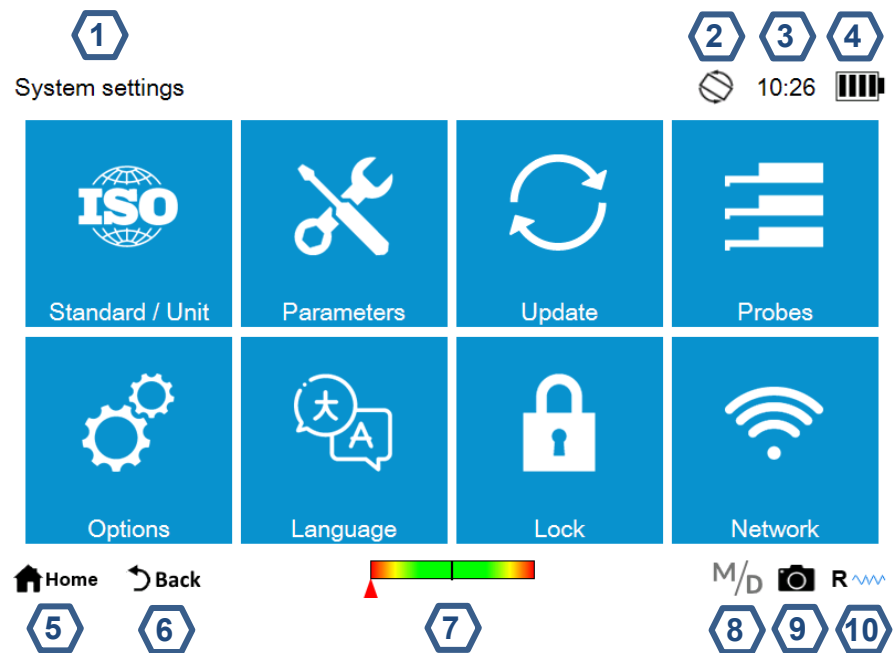 1 2 3 4
System settings 10:26
ISO
Standard / Unit Parameters Update Probes
大 A
Options Language Lock Network
Home Back M/D R
5 6 7 8 9 10